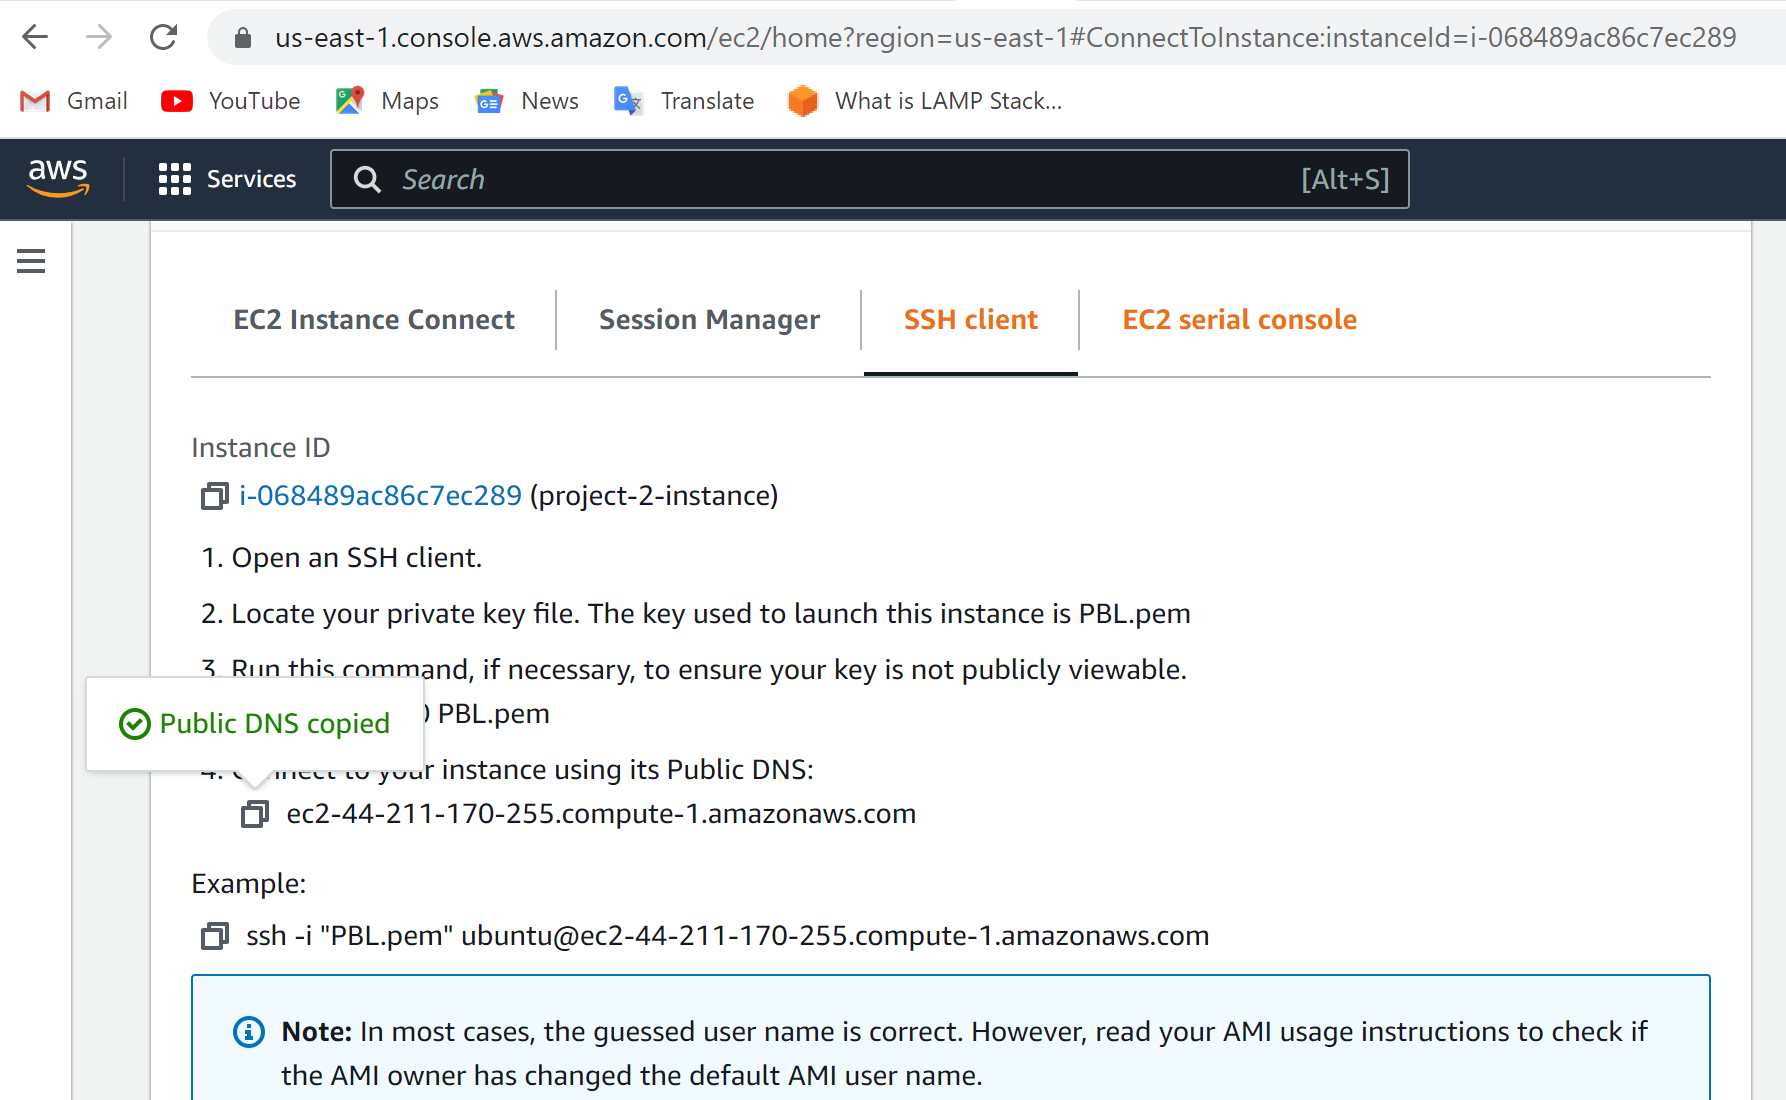 us-east-1.console.aws.amazon.com/ec2/home?region=us-east-1#ConnectToInstance:instanceId=i-068489ac86c7ec289
Gmail YouTube Maps News Translate What is LAMP Stack...
aws Services Search [Alt+S]
EC2 Instance Connect Session Manager SSH client EC2 serial console
Instance ID
i-068489ac86c7ec289 (project-2-instance)
1. Open an SSH client.
2. Locate your private key file. The key used to launch this instance is PBL.pem
3. Run this command, if necessary, to ensure your key is not publicly viewable.
Public DNS copied PBL.pem
4. Connect to your instance using its Public DNS:
ec2-44-211-170-255.compute-1.amazonaws.com
Example:
ssh -i "PBL.pem" ubuntu@ec2-44-211-170-255.compute-1.amazonaws.com
Note: In most cases, the guessed user name is correct. However, read your AMI usage instructions to check if
the AMI owner has changed the default AMI user name.